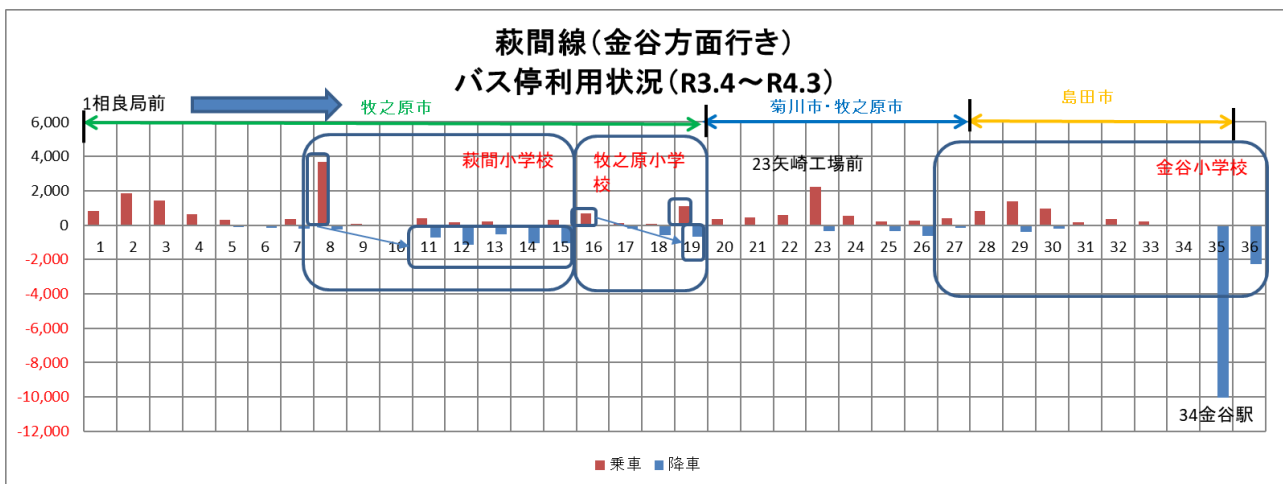 萩間線(金谷方面行き)
バス停利用状況(R3.4～R4.3)
1相良局前
牧之原市
菊川市・牧之原市
島田市
萩間小学校
牧之原小学
校
23矢崎工場前
金谷小学校
6,000
4,000
2,000
0
-2,000
-4,000
-6,000
-8,000
-10,000
-12,000
1 2 3 4 5 6 7 8 9 10 11 12 13 14 15 16 17 18 19 20 21 22 23 24 25 26 27 28 29 30 31 32 33 34 35 36
34金谷駅
乗車 降車